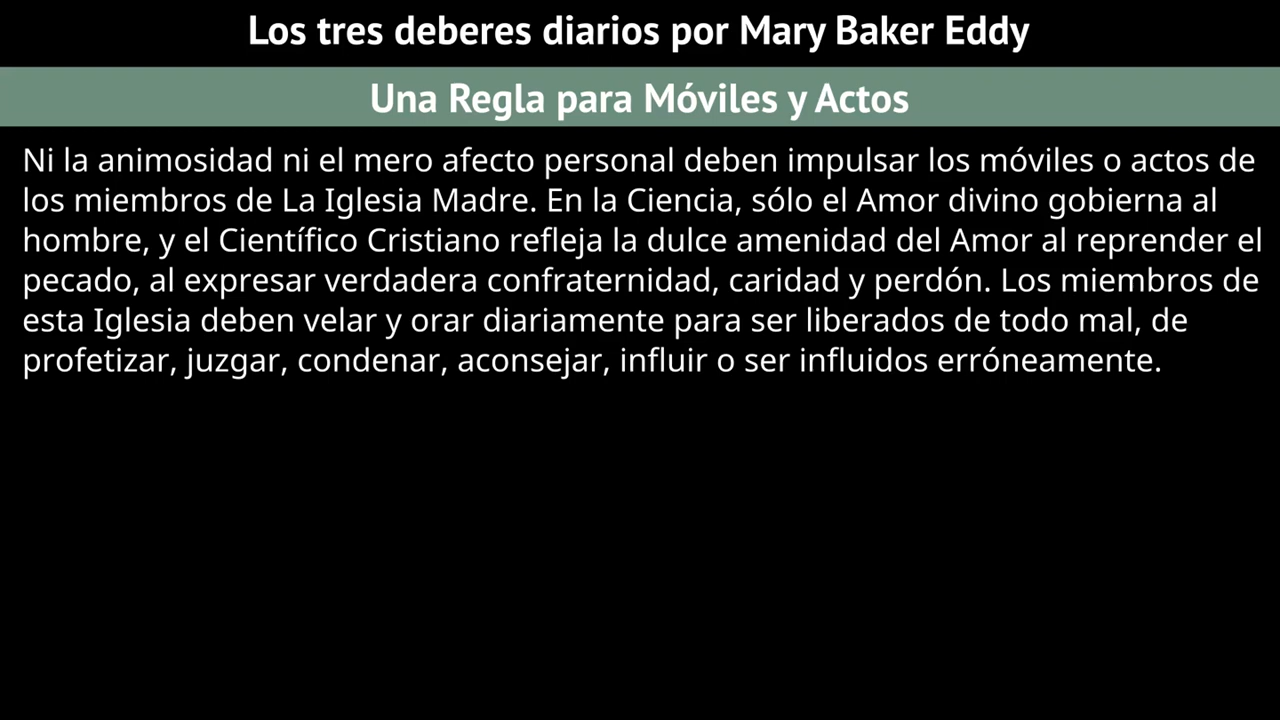 Los tres deberes diarios por Mary Baker Eddy
Una Regla para Móviles y Actos
Ni la animosidad ni el mero afecto personal deben impulsar los móviles o actos de
los miembros de La Iglesia Madre. En la Ciencia, sólo el Amor divino gobierna al
hombre, y el Científico Cristiano refleja la dulce amenidad del Amor al reprender el
pecado, al expresar verdadera confraternidad, caridad y perdón. Los miembros de
esta Iglesia deben velar y orar diariamente para ser liberados de todo mal, de
profetizar, juzgar, condenar, aconsejar, influir o ser influidos erróneamente.